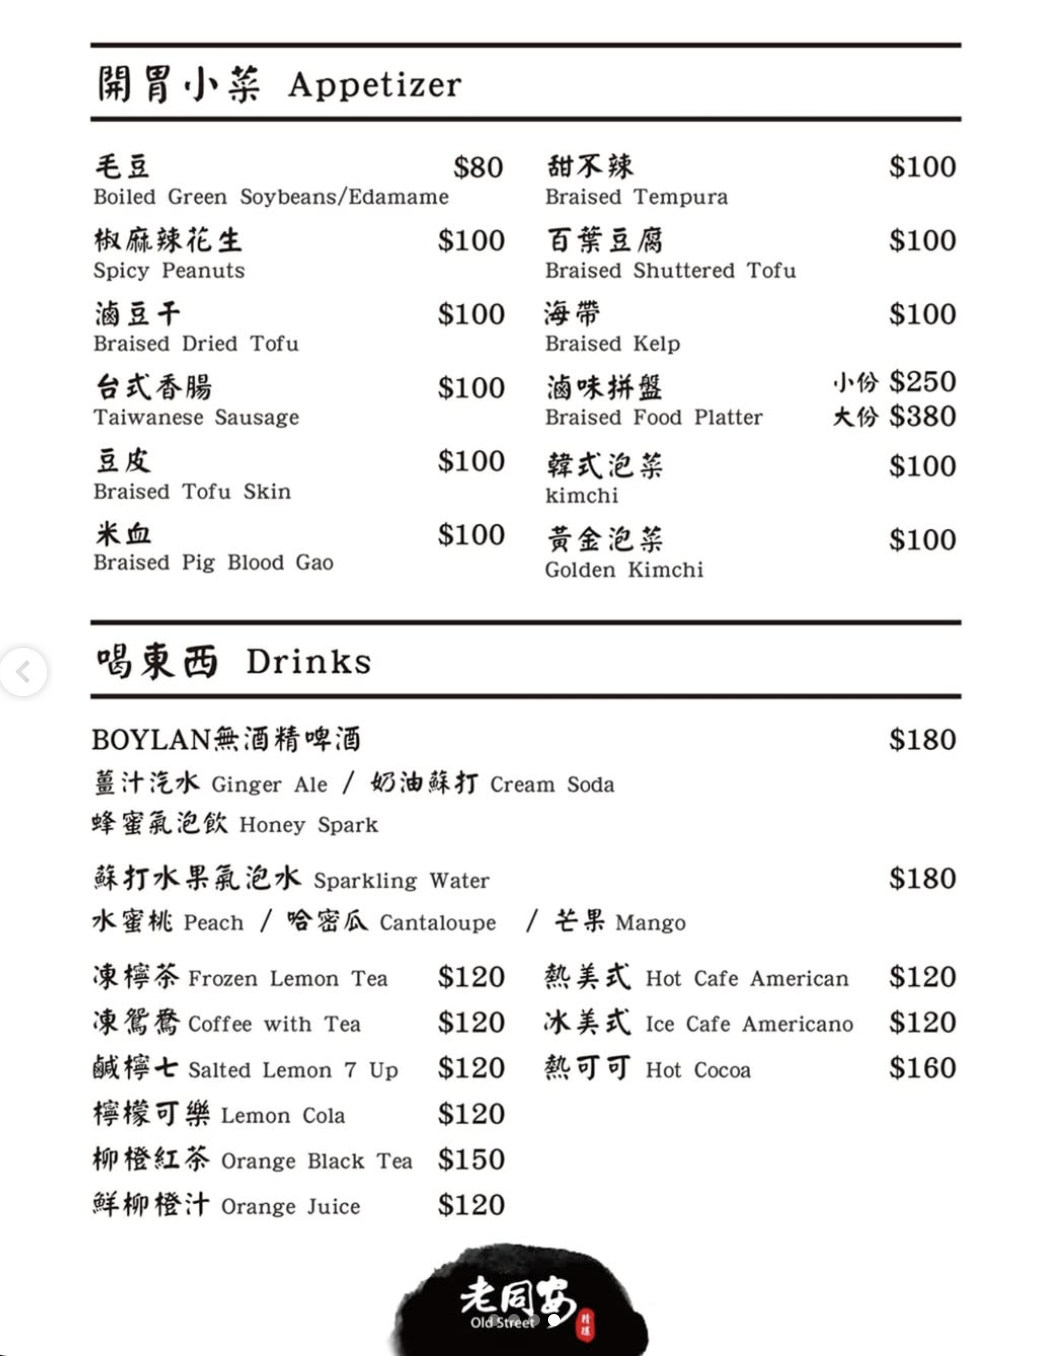 開胃小菜 Appetizer
毛豆 $80
Boiled Green Soybeans/Edamame
椒麻辣花生 $100
Spicy Peanuts
滷豆干 $100
Braised Dried Tofu
台式香腸 $100
Taiwanese Sausage
豆皮 $100
Braised Tofu Skin
米血 $100
Braised Pig Blood Gao
甜不辣 $100
Braised Tempura
百葉豆腐 $100
Braised Shuttered Tofu
海帶 $100
Braised Kelp
滷味拼盤 小份 $250
Braised Food Platter 大份 $380
韓式泡菜 $100
kimchi
黃金泡菜 $100
Golden Kimchi
喝東西 Drinks
BOYLAN無酒精啤酒 $180
薑汁汽水 Ginger Ale / 奶油蘇打 Cream Soda
蜂蜜氣泡飲 Honey Spark
蘇打水果氣泡水 Sparkling Water $180
水蜜桃 Peach / 哈密瓜 Cantaloupe / 芒果 Mango
凍檸茶 Frozen Lemon Tea $120
凍鴛鴦 Coffee with Tea $120
鹹檸七 Salted Lemon 7 Up $120
檸檬可樂 Lemon Cola $120
柳橙紅茶 Orange Black Tea $150
鮮柳橙汁 Orange Juice $120
熱美式 Hot Cafe American $120
冰美式 Ice Cafe Americano $120
熱可可 Hot Cocoa $160
老同安
Old Street